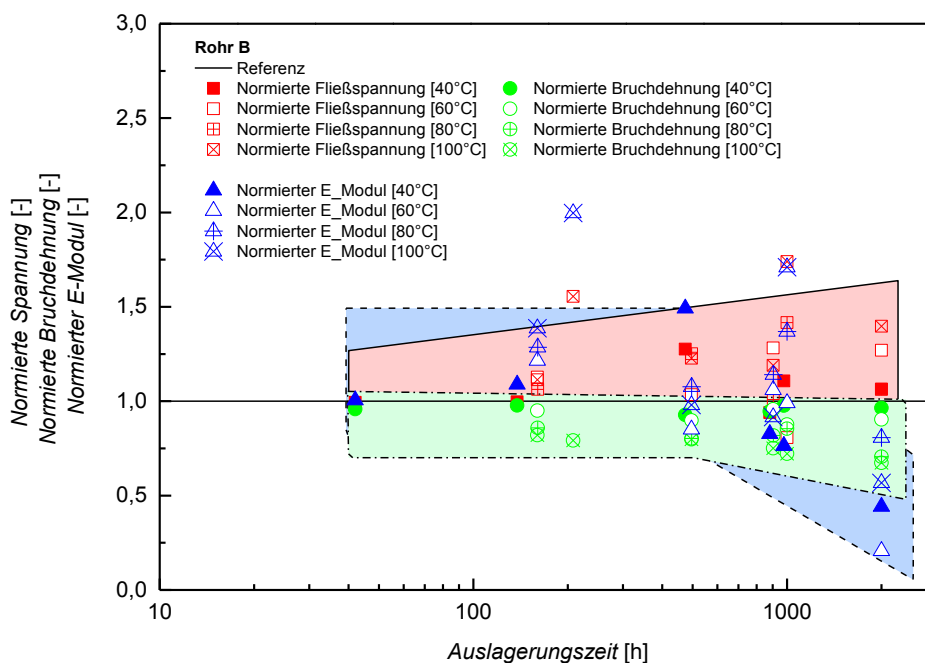 Normierte Spannung [-]
Normierte Bruchdehnung [-]
Normierter E-Modul [-]
3,0
2,5
2,0
1,5
1,0
0,5
0,0
Rohr B
Referenz
Normierte Fließspannung [40°C]
Normierte Fließspannung [60°C]
Normierte Fließspannung [80°C]
Normierte Fließspannung [100°C]
Normierte Bruchdehnung [40°C]
Normierte Bruchdehnung [60°C]
Normierte Bruchdehnung [80°C]
Normierte Bruchdehnung [100°C]
Normierter E_Modul [40°C]
Normierter E_Modul [60°C]
Normierter E_Modul [80°C]
Normierter E_Modul [100°C]
10
100
1000
Auslagerungszeit [h]